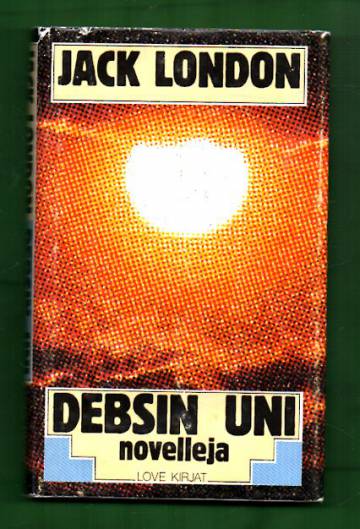 JACK LONDON
DEBSIN UNI
novelleja
LOVE KIRJAT